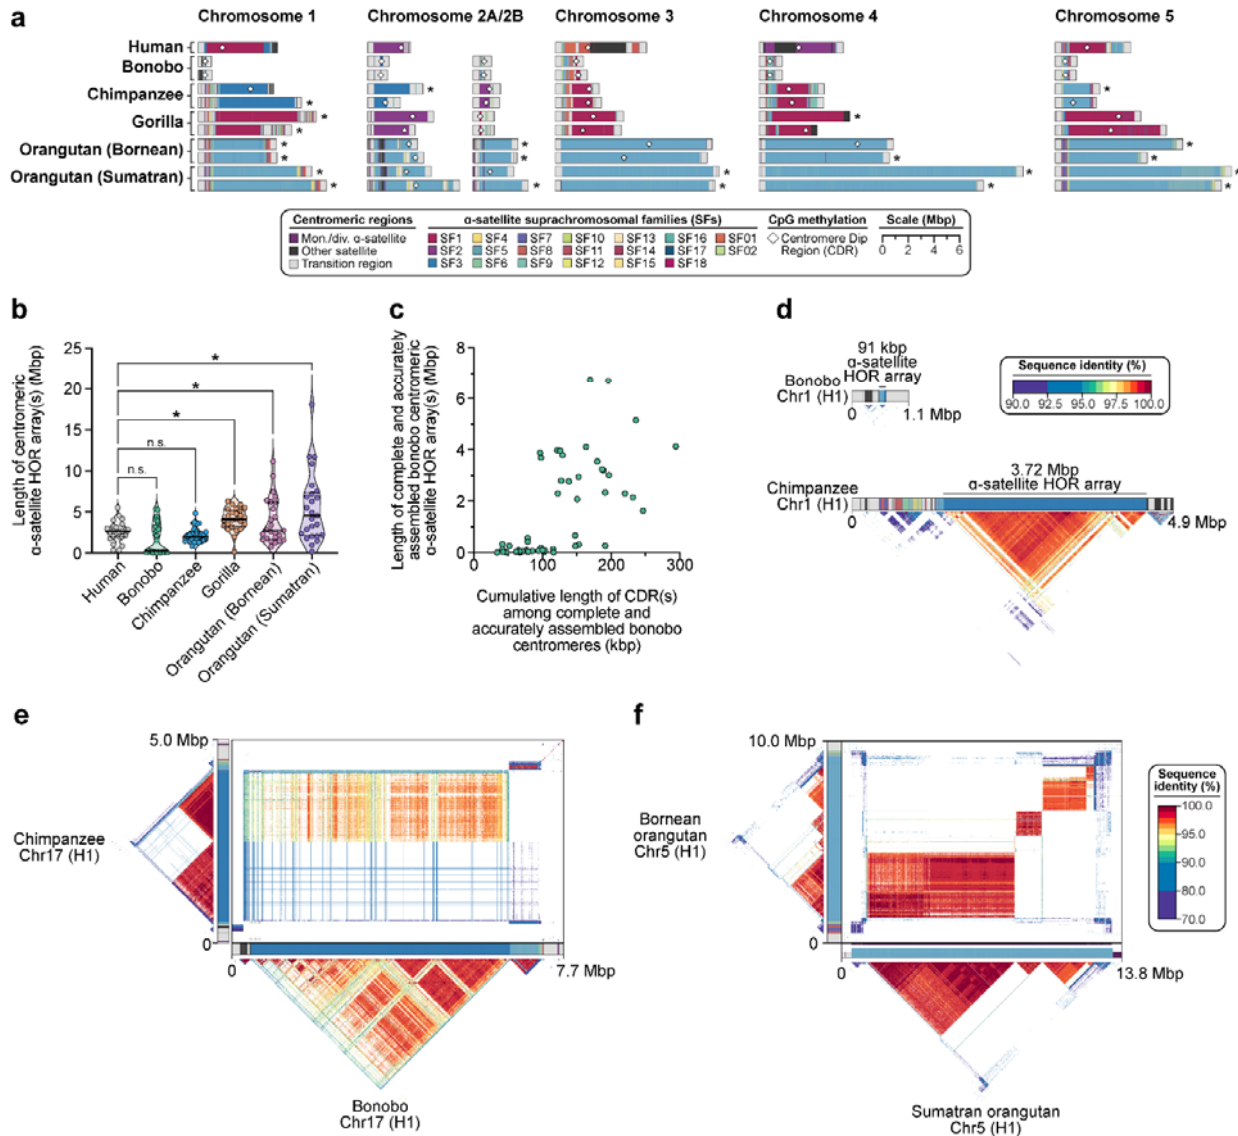 a
Chromosome 1 Chromosome 2A/2B Chromosome 3 Chromosome 4 Chromosome 5
Human
Bonobo
Chimpanzee *
*
Gorilla * *
*
Orangutan (Bornean) * * *
* * * *
Orangutan (Sumatran) * * * *
* * * *
Centromeric regions α-satellite suprachromosomal families (SFs) CpG methylation Scale (Mbp)
Mon./div. α-satellite SF1 SF4 SF7 SF10 SF13 SF16 SF01 Centromere Dip
Other satellite SF2 SF5 SF8 SF11 SF14 SF17 SF02 Region (CDR)
Transition region SF3 SF6 SF9 SF12 SF15 SF18
0 2 4 6
b
Length of centromeric
α-satellite HOR array(s) (Mbp)
25
20
15
10
5
0
*
*
*
n.s.
n.s.
Human
Bonobo
Chimpanzee
Gorilla
Orangutan (Bornean)
Orangutan (Sumatran)
c
Length of complete and accurately
assembled bonobo centromeric
α-satellite HOR array(s) (Mbp)
8
6
4
2
0
0 100 200 300
Cumulative length of CDR(s)
among complete and
accurately assembled bonobo
centromeres (kbp)
d
91 kbp
α-satellite
HOR array
Bonobo
Chr1 (H1)
0 1.1 Mbp
Sequence identity (%)
90.0 92.5 95.0 97.5 100.0
3.72 Mbp
α-satellite HOR array
Chimpanzee
Chr1 (H1)
0 4.9 Mbp
e
5.0 Mbp
Chimpanzee
Chr17 (H1)
0
0 7.7 Mbp
Bonobo
Chr17 (H1)
f
10.0 Mbp
Bornean
orangutan
Chr5 (H1)
0
0 13.8 Mbp
Sumatran orangutan
Chr5 (H1)
Sequence
identity (%)
100.0
95.0
90.0
80.0
70.0